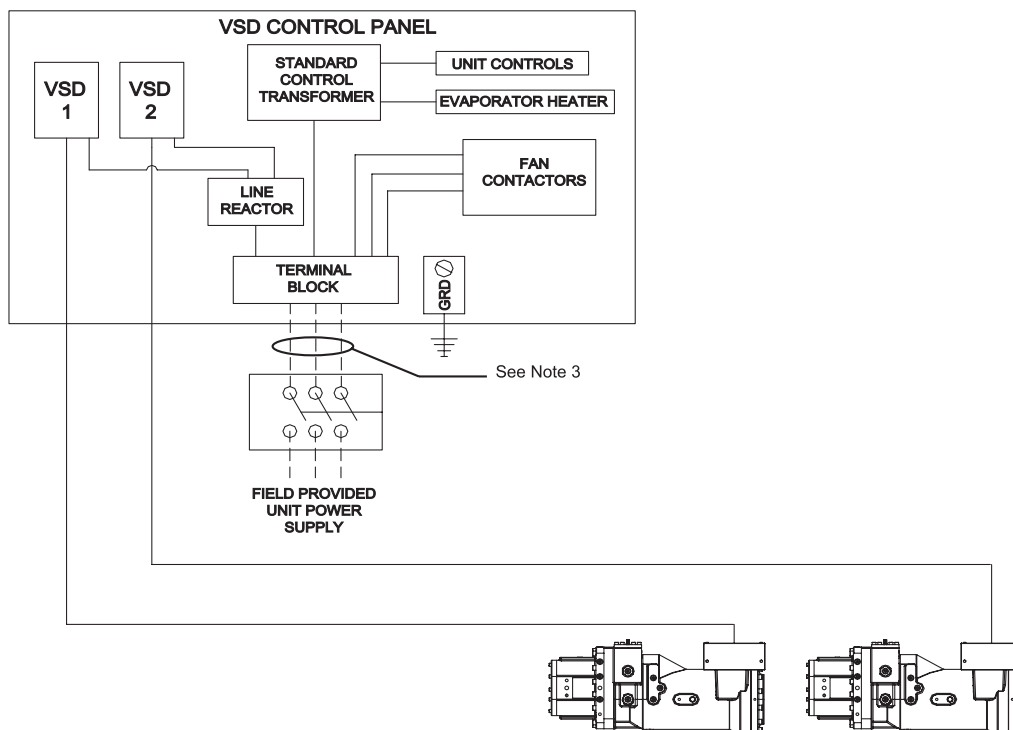 VSD CONTROL PANEL
VSD
1
VSD
2
STANDARD
CONTROL
TRANSFORMER
UNIT CONTROLS
EVAPORATOR HEATER
FAN
CONTACTORS
LINE
REACTOR
TERMINAL
BLOCK
GRD
See Note 3
FIELD PROVIDED
UNIT POWER
SUPPLY